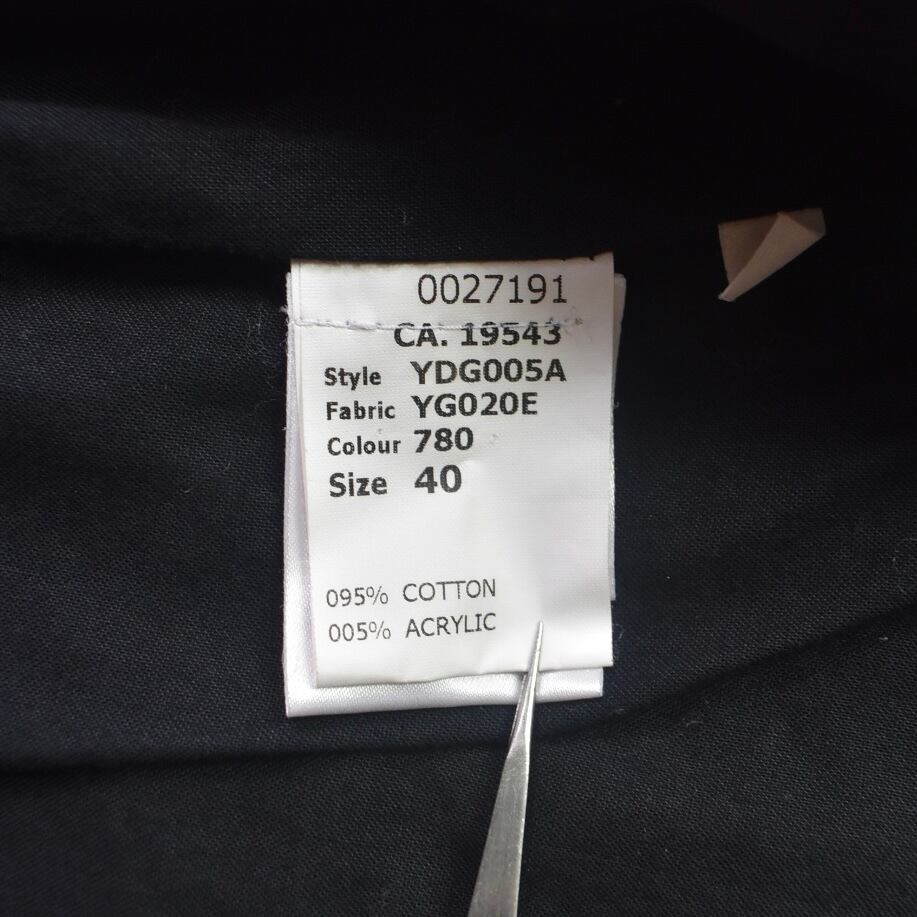 0027191
CA. 19543
Style YDG005A
Fabric YG020E
Colour 780
Size 40
095% COTTON
005% ACRYLIC